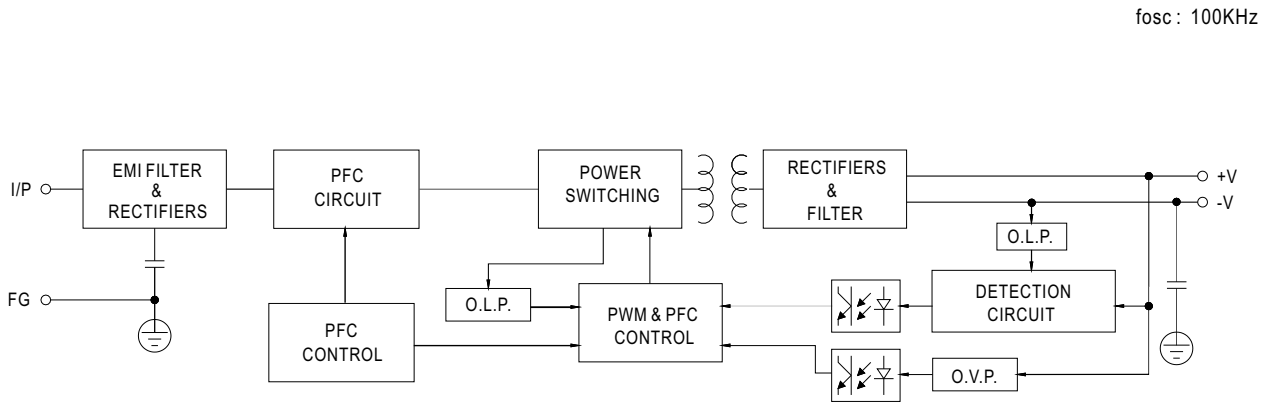 fosc : 100KHz
I/P
EMI FILTER
&
RECTIFIERS
PFC
CIRCUIT
POWER
SWITCHING
RECTIFIERS
&
FILTER
+V
-V
O.L.P.
FG
O.L.P.
PFC
CONTROL
PWM & PFC
CONTROL
DETECTION
CIRCUIT
O.V.P.